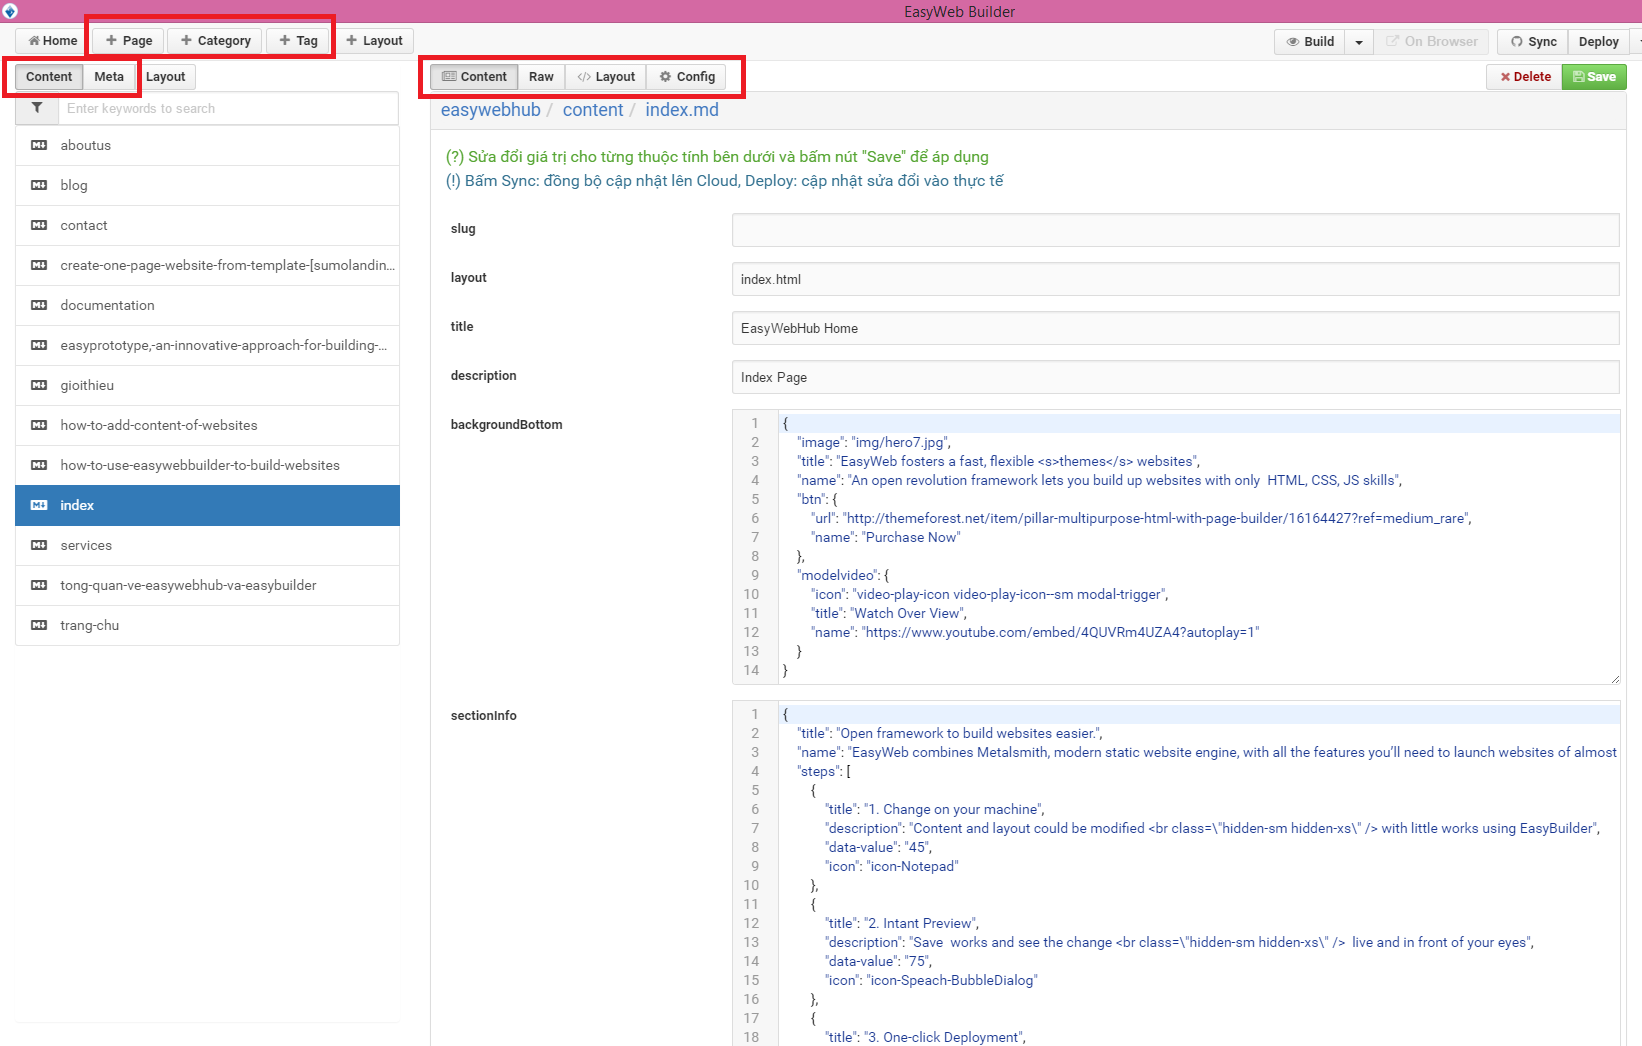 EasyWeb Builder
Home + Page + Category + Tag + Layout Build On Browser Sync Deploy
Content Meta Layout Content Raw </> Layout Config Delete Save
Enter keywords to search
easywebhub / content / index.md
aboutus
blog
contact
create-one-page-website-from-template-[sumolandin...
documentation
easyprototype,-an-innovative-approach-for-building-...
gioithieu
how-to-add-content-of-websites
how-to-use-easywebbuilder-to-build-websites
index
services
tong-quan-ve-easywebhub-va-easybuilder
trang-chu
(?) Sửa đổi giá trị cho từng thuộc tính bên dưới và bấm nút "Save" để áp dụng
(!) Bấm Sync: đồng bộ cập nhật lên Cloud, Deploy: cập nhật sửa đổi vào thực tế
slug
layout index.html
title EasyWebHub Home
description Index Page
backgroundBottom
1 {
2 "image": "img/hero7.jpg",
3 "title": "EasyWeb fosters a fast, flexible <s>themes</s> websites",
4 "name": "An open revolution framework lets you build up websites with only  HTML, CSS, JS skills",
5 "btn": {
6 "url": "http://themeforest.net/item/pillar-multipurpose-html-with-page-builder/16164427?ref=medium_rare",
7 "name": "Purchase Now"
8 },
9 "modelvideo": {
10 "icon": "video-play-icon video-play-icon--sm modal-trigger",
11 "title": "Watch Over View",
12 "name": "https://www.youtube.com/embed/4QUVRm4UZA4?autoplay=1"
13 }
14 }
sectionInfo
1 {
2 "title": "Open framework to build websites easier.",
3 "name": "EasyWeb combines Metalsmith, modern static website engine, with all the features you’ll need to launch websites of almost
4 "steps": [
5 {
6 "title": "1. Change on your machine",
7 "description": "Content and layout could be modified <br class=\"hidden-sm hidden-xs\" /> with little works using EasyBuilder",
8 "data-value": "45",
9 "icon": "icon-Notepad"
10 },
11 {
12 "title": "2. Intant Preview",
13 "description": "Save  works and see the change <br class=\"hidden-sm hidden-xs\" />  live and in front of your eyes",
14 "data-value": "75",
15 "icon": "icon-Speach-BubbleDialog"
16 },
17 {
18 "title": "3. One-click Deployment",